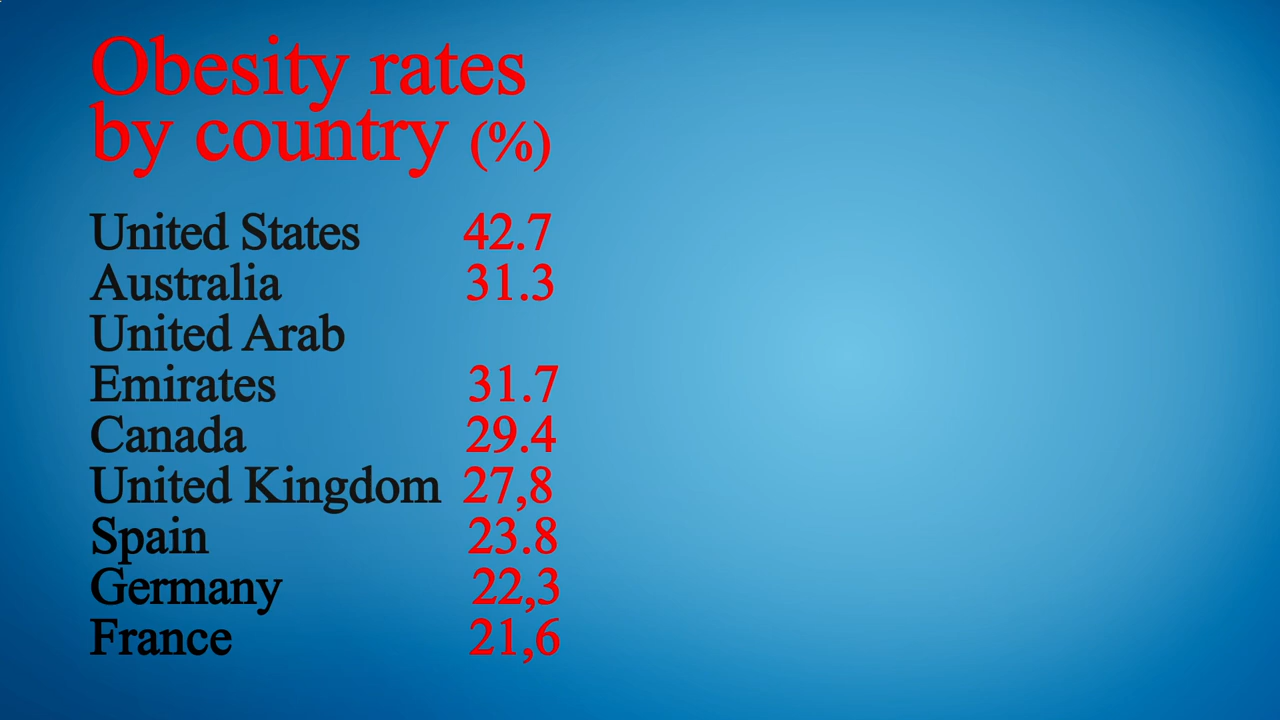 Obesity rates
by country (%)
United States 42.7
Australia 31.3
United Arab
Emirates 31.7
Canada 29.4
United Kingdom 27,8
Spain 23.8
Germany 22,3
France 21,6